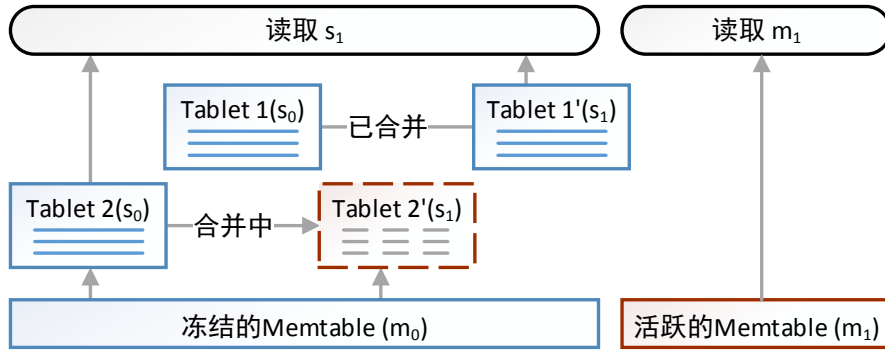 读取 s₁
读取 m₁
Tablet 1(s₀)
已合并
Tablet 1'(s₁)
Tablet 2(s₀)
合并中
Tablet 2'(s₁)
冻结的Memtable (m₀)
活跃的Memtable (m₁)